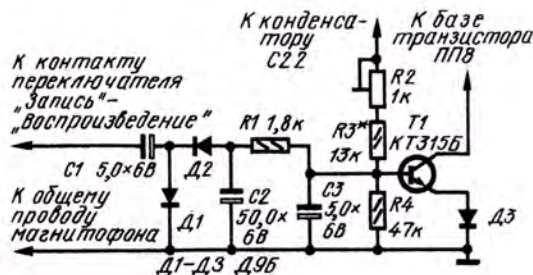 К конденса-
тору
С22
К базе
транзистора
ПП8
К контакту
переключателя
„Запись"-
„Воспроизведение"
R2
1к
R1 1,8к
R3*
13к
Т1
КТ315Б
С1 5,0×6В
Д2
К общему
проводу
магнитофона
Д1
С2
50,0×
6В
С3
5,0×
6В
R4
47к
Д3
Д1-Д3 Д9Б